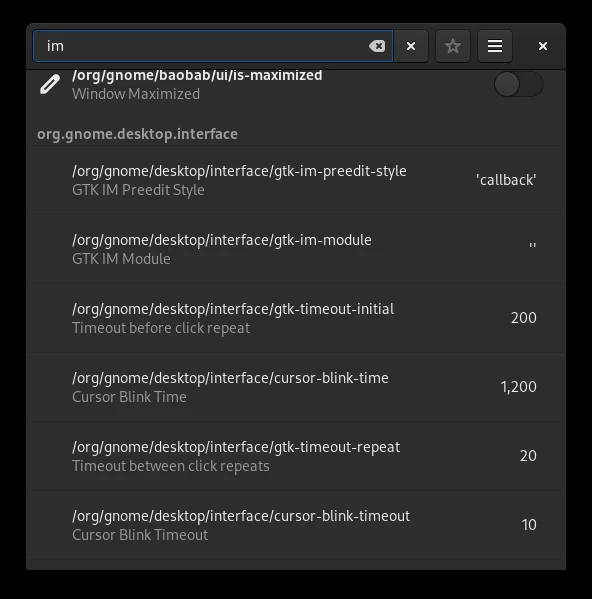 im
/org/gnome/baobab/ui/is-maximized
Window Maximized
org.gnome.desktop.interface
/org/gnome/desktop/interface/gtk-im-preedit-style
'callback'
GTK IM Preedit Style
/org/gnome/desktop/interface/gtk-im-module
''
GTK IM Module
/org/gnome/desktop/interface/gtk-timeout-initial
200
Timeout before click repeat
/org/gnome/desktop/interface/cursor-blink-time
1,200
Cursor Blink Time
/org/gnome/desktop/interface/gtk-timeout-repeat
20
Timeout between click repeats
/org/gnome/desktop/interface/cursor-blink-timeout
10
Cursor Blink Timeout